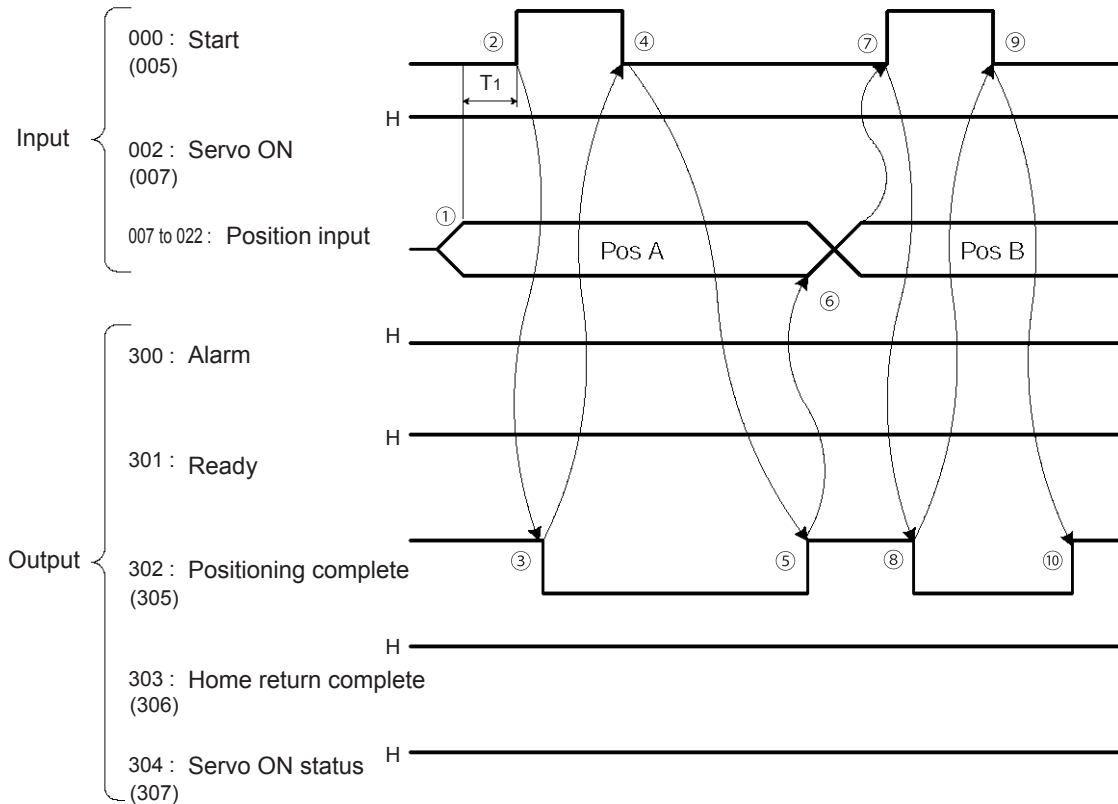 ② ④ ⑦ ⑨
000 : Start
(005)
T1
Input
H
002 : Servo ON
(007)
①
007 to 022 : Position input
Pos A
Pos B
⑥
H
300 : Alarm
H
301 : Ready
Output
③ ⑤ ⑧ ⑩
302 : Positioning complete
(305)
H
303 : Home return complete
(306)
H
304 : Servo ON status
(307)